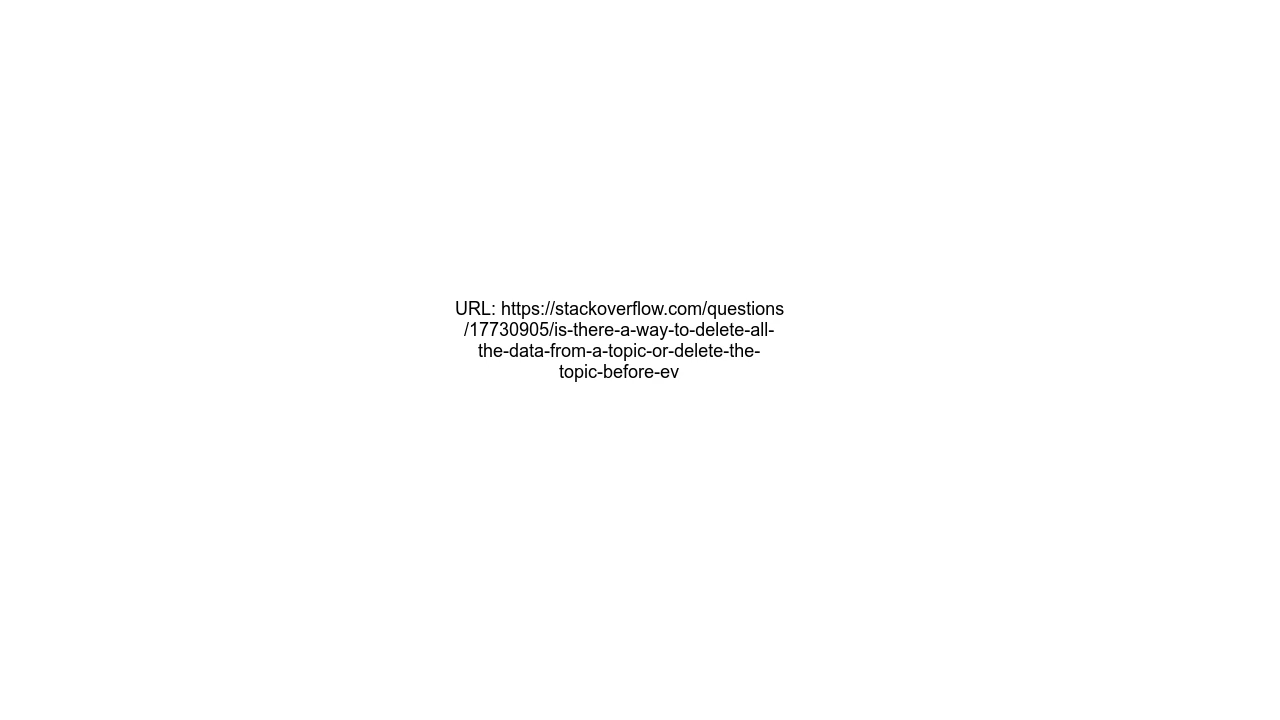 URL: https://stackoverflow.com/questions
/17730905/is-there-a-way-to-delete-all-
the-data-from-a-topic-or-delete-the-
topic-before-ev